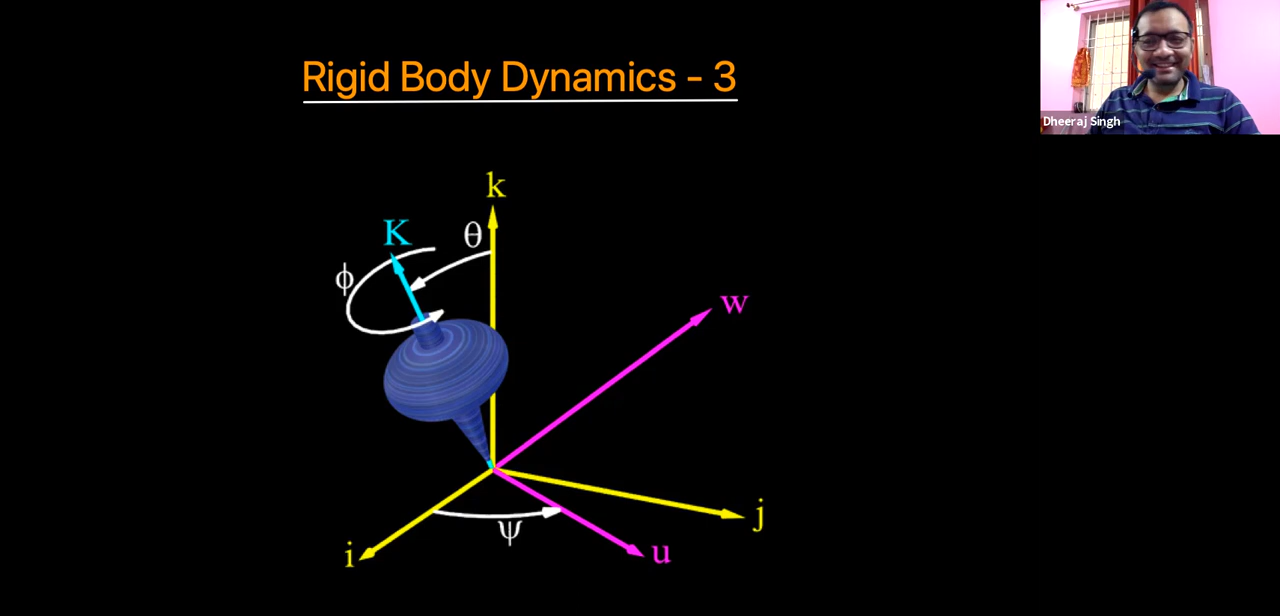 Rigid Body Dynamics - 3
Dheeraj Singh
k
K
θ
ϕ
w
j
ψ
i
u